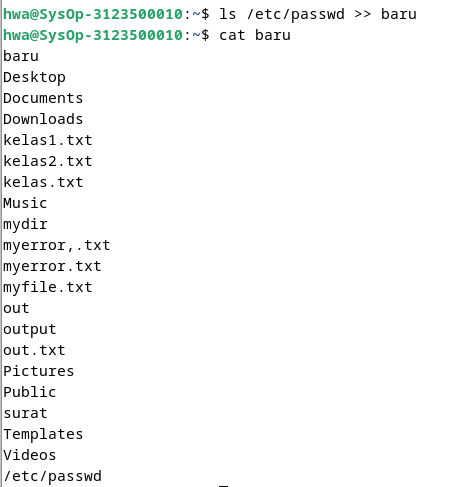 hwa@SysOp-3123500010:~$ ls /etc/passwd >> baru
hwa@SysOp-3123500010:~$ cat baru
baru
Desktop
Documents
Downloads
kelas1.txt
kelas2.txt
kelas.txt
Music
mydir
myerror,.txt
myerror.txt
myfile.txt
out
output
out.txt
Pictures
Public
surat
Templates
Videos
/etc/passwd